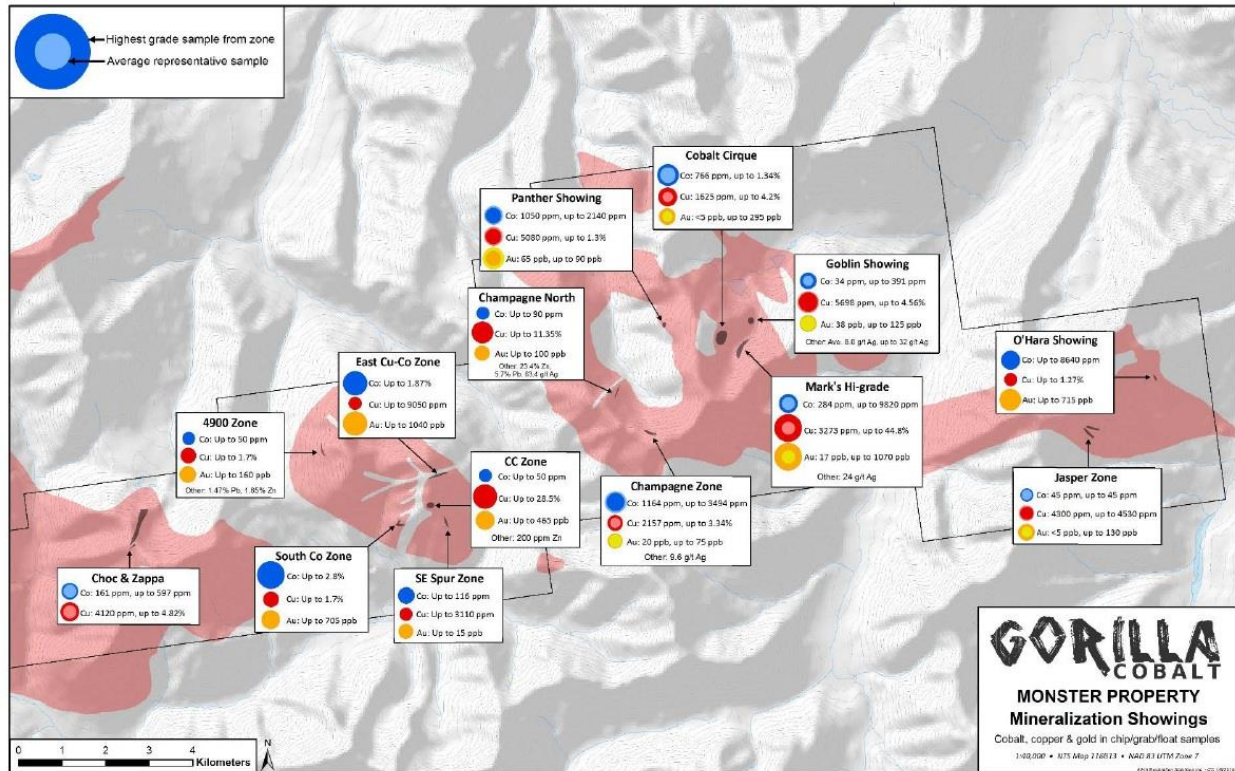 Highest grade sample from zone
Average representative sample
Cobalt Cirque
Co: 766 ppm, up to 1.34%
Cu: 1625 ppm, up to 4.2%
Au: <5 ppb, up to 295 ppb
Panther Showing
Co: 1050 ppm, up to 2140 ppm
Cu: 5080 ppm, up to 1.3%
Au: 65 ppb, up to 90 ppb
Goblin Showing
Co: 34 ppm, up to 391 ppm
Cu: 5698 ppm, up to 4.56%
Au: 38 ppb, up to 125 ppb
Other: Ave. 8.8 g/t Ag, up to 32 g/t Ag
Champagne North
Co: Up to 90 ppm
Cu: Up to 11.35%
Au: Up to 100 ppb
Other: 23.4% Zn,
5.7% Pb, 83.4 g/t Ag
O'Hara Showing
Co: Up to 8640 ppm
Cu: Up to 1.27%
Au: Up to 715 ppb
East Cu-Co Zone
Co: Up to 1.87%
Cu: Up to 9050 ppm
Au: Up to 1040 ppb
Mark's Hi-grade
Co: 284 ppm, up to 9820 ppm
Cu: 3273 ppm, up to 44.8%
Au: 17 ppb, up to 1070 ppb
Other: 24 g/t Ag
4900 Zone
Co: Up to 50 ppm
Cu: Up to 1.7%
Au: Up to 160 ppb
Other: 1.47% Pb, 1.85% Zn
CC Zone
Co: Up to 50 ppm
Cu: Up to 28.5%
Au: Up to 465 ppb
Other: 200 ppm Zn
Champagne Zone
Co: 1164 ppm, up to 3494 ppm
Cu: 2157 ppm, up to 3.34%
Au: 20 ppb, up to 75 ppb
Other: 9.6 g/t Ag
Jasper Zone
Co: 45 ppm, up to 45 ppm
Cu: 4300 ppm, up to 4530 ppm
Au: <5 ppb, up to 130 ppb
South Co Zone
Co: Up to 2.8%
Cu: Up to 1.7%
Au: Up to 705 ppb
SE Spur Zone
Co: Up to 116 ppm
Cu: Up to 3110 ppm
Au: Up to 15 ppb
Choc & Zappa
Co: 161 ppm, up to 597 ppm
Cu: 4120 ppm, up to 4.82%
GORILLA
COBALT
MONSTER PROPERTY
Mineralization Showings
Cobalt, copper & gold in chip/grab/float samples
1:40,000 • NTS Map 116B13 • NAD 83 UTM Zone 7
0 1 2 3 4
Kilometers
N